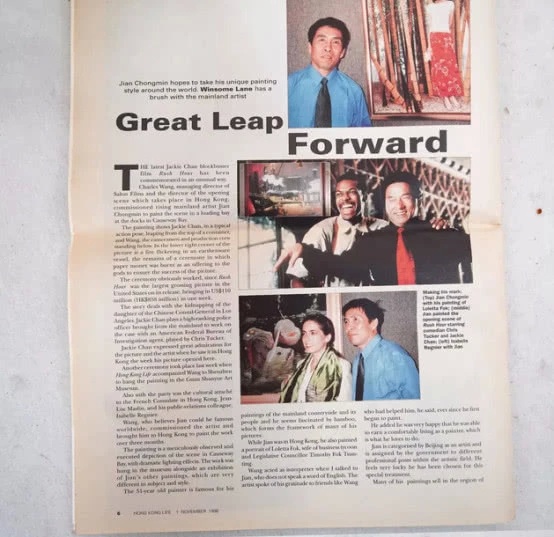 Jian Chongmin hopes to take his unique painting
style around the world. Winsome Lane has a
brush with the mainland artist
Great Leap
Forward
THE latest Jackie Chan blockbuster
film Rush Hour has been
commemorated in an unusual way.
Charles Wang, managing director of
Salon Films and the director of the opening
scene which takes place in Hong Kong,
commissioned rising mainland artist Jian
Chongmin to paint the scene in a loading bay
at the docks in Causeway Bay.
The painting shows Jackie Chan, in a typical
action pose, leaping from the top of a container,
and Wang, the cameramen and production crew
standing below. In the lower right corner of the
picture is a fire flickering in an earthenware
vessel, the remains of a ceremony in which
paper money was burnt as an offering to the
gods to ensure the success of the picture.
The ceremony obviously worked, since Rush
Hour was the largest grossing picture in the
United States on its release, bringing in US$110
million in one week.
The story deals with the kidnapping of the
daughter of the Chinese Consul-General in Los
Angeles. Jackie Chan plays a high-ranking police
officer brought from the mainland to work on
the case with an American Federal Bureau of
Investigation agent, played by Chris Tucker.
Jackie Chan expressed great admiration for
the picture and the artist when he saw it in Hong
Kong the week his picture opened here.
Another ceremony took place last week when
Hong Kong Life accompanied Wang to Shenzhen
to hang the painting in the Guan Shanyue Art
Museum.
Also with the party was the cultural attaché
to the French Consulate in Hong Kong, Jean-
Luc Maslin, and his public-relations colleague,
Isabelle Regnier.
Wang, who believes Jian could be famous
worldwide, commissioned the artist and
brought him to Hong Kong to paint the work
over three months.
The painting is a meticulously observed and
executed depiction of the scene in Causeway
Bay, with dramatic lighting effects. The work was
hung in the museum alongside an exhibition
of Jian's other paintings, which are very
different in subject and style.
The 51-year-old painter is famous for his
Making his mark:
(Top) Jian Chongmin
with his painting of
Loletta Fok; (middle)
Jian painted the
opening scene of
Rush Hour starring
comedian Chris
Tucker and Jackie
Chan; (left) Isabelle
Regnier with Jian
paintings of the mainland countryside and its
people and he seems fascinated by bamboo,
which forms the framework of many of his
pictures.
While Jian was in Hong Kong, he also painted
a portrait of Loletta Fok, wife of business ın oom
and Legislative Councillor Timothy Fok Tsun-
ting.
Wang acted as interpreter when I talked to
Jian, who does not speak a word of English. The
artist spoke of his gratitude to friends like Wang
who had helped him, he said, ever since he first
began to paint.
He added he was very happy that he was able
to earn a comfortable living as a painter, which
is what he loves to do.
Jian is categorised by Beijing as an artist and
is assigned by the government to different
professional posts within the artistic field. He
feels very lucky he has been chosen for this
special treatment.
Many of his paintings sell in the region of
6 HONG KONG LIFE 1 NOVEMBER 1998